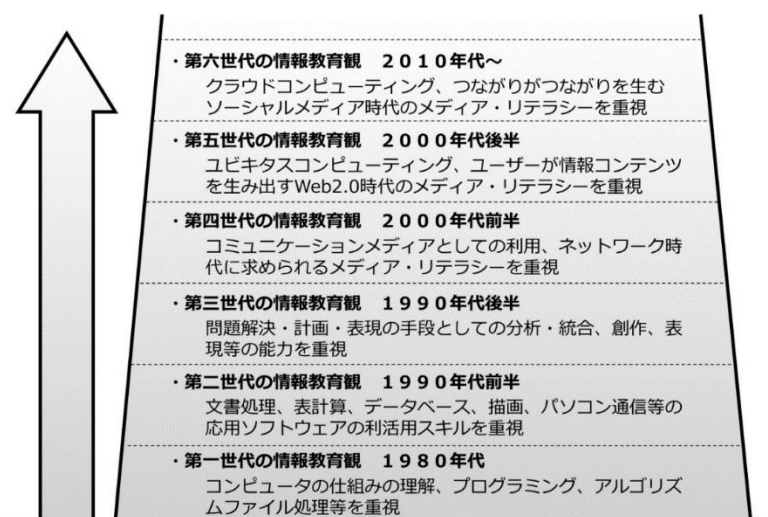 ・第六世代の情報教育観　２０１０年代～
クラウドコンピューティング、つながりがつながりを生む
ソーシャルメディア時代のメディア・リテラシーを重視
・第五世代の情報教育観　２０００年代後半
ユビキタスコンピューティング、ユーザーが情報コンテンツ
を生み出すWeb2.0時代のメディア・リテラシーを重視
・第四世代の情報教育観　２０００年代前半
コミュニケーションメディアとしての利用、ネットワーク時
代に求められるメディア・リテラシーを重視
・第三世代の情報教育観　１９９０年代後半
問題解決・計画・表現の手段としての分析・統合、創作、表
現等の能力を重視
・第二世代の情報教育観　１９９０年代前半
文書処理、表計算、データベース、描画、パソコン通信等の
応用ソフトウェアの利活用スキルを重視
・第一世代の情報教育観　１９８０年代
コンピュータの仕組みの理解、プログラミング、アルゴリズ
ムファイル処理等を重視